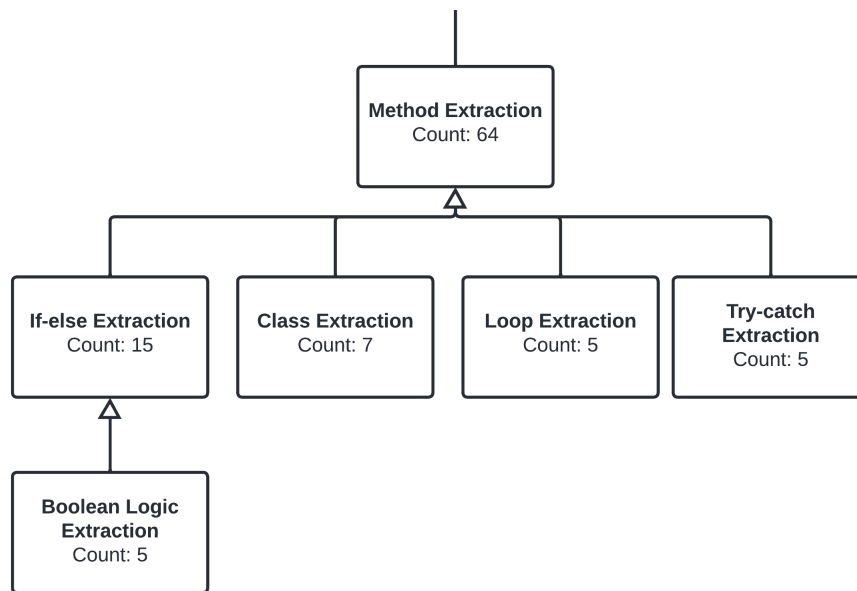 Method Extraction
Count: 64
If-else Extraction
Count: 15
Class Extraction
Count: 7
Loop Extraction
Count: 5
Try-catch
Extraction
Count: 5
Boolean Logic
Extraction
Count: 5